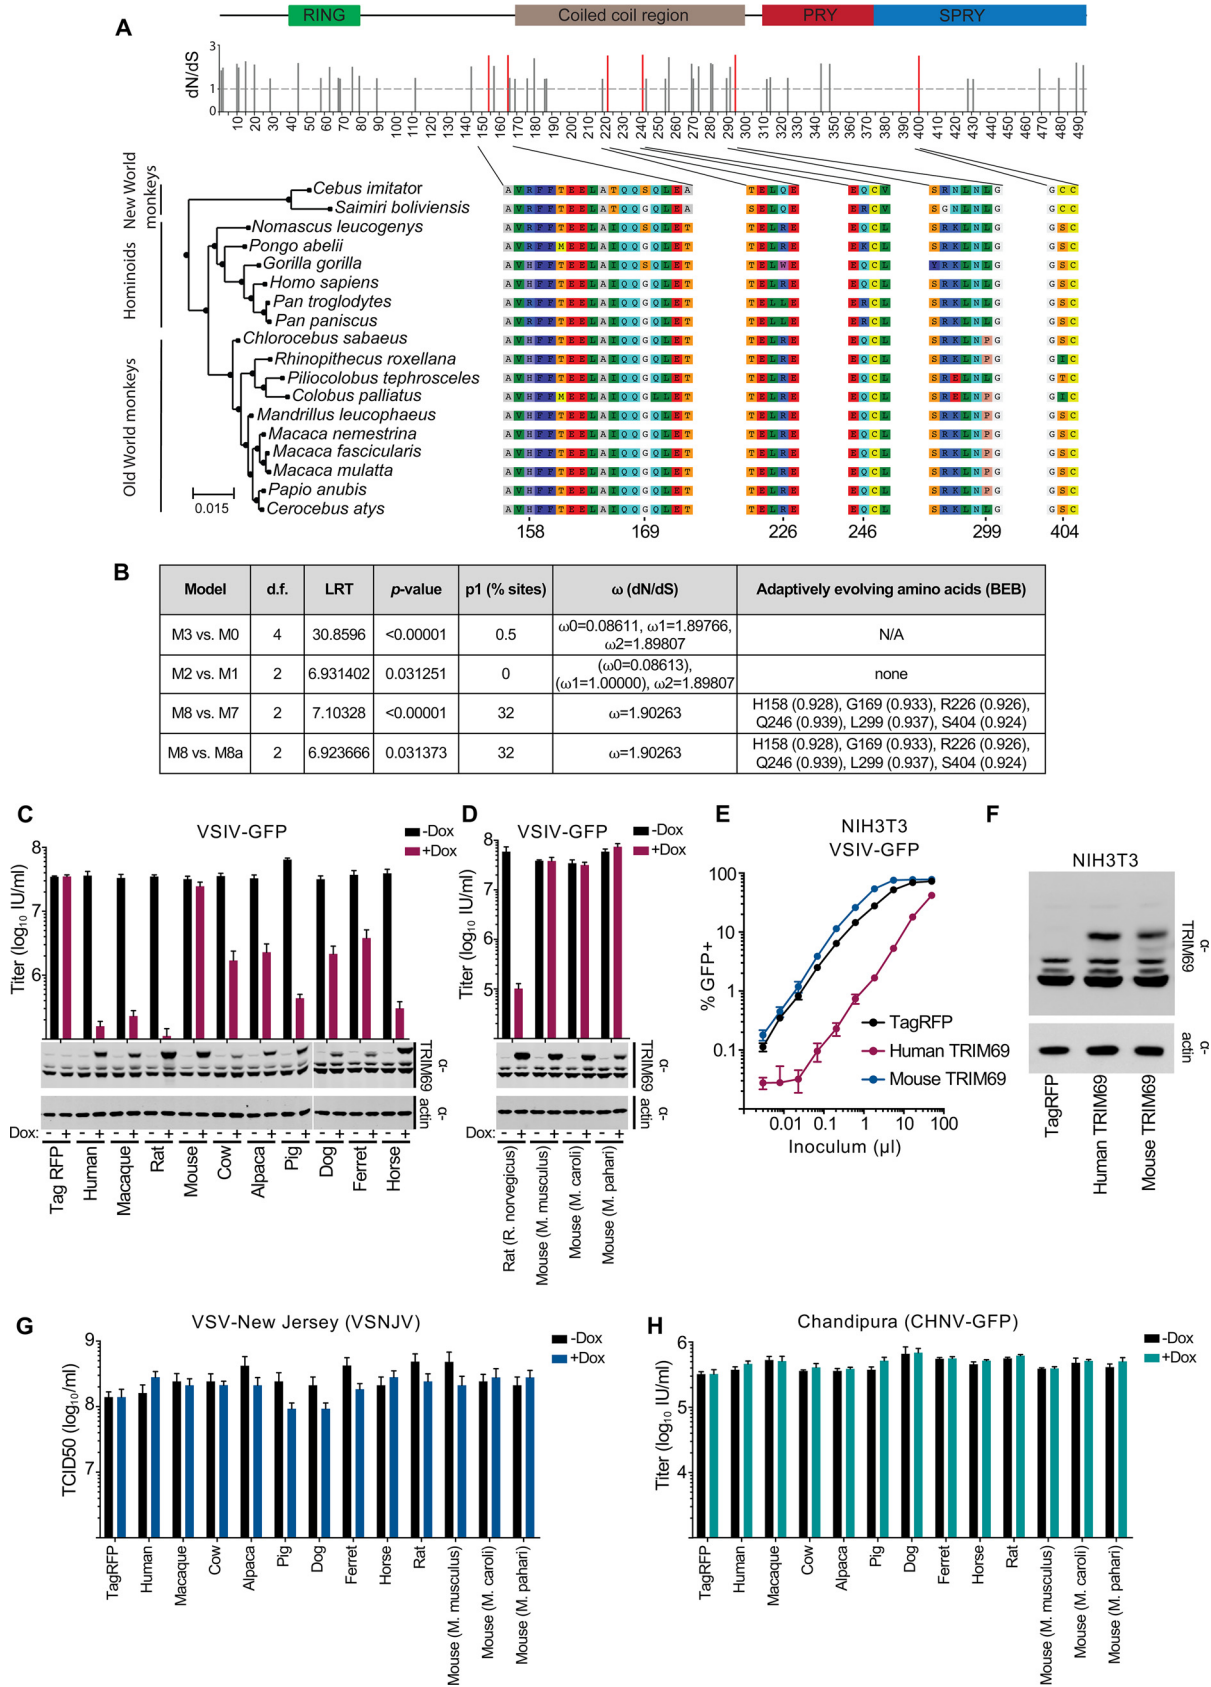 RING
Coiled coil region
PRY
SPRY
A
dN/dS
3
1
0
10 20 30 40 50 60 70 80 90 100 110 120 130 140 150 160 170 180 190 200 210 220 230 240 250 260 270 280 290 300 310 320 330 340 350 360 370 380 390 400 410 420 430 440 450 460 470 480 490
New World monkeys
Hominoids
Old World monkeys
Cebus imitator
Saimiri boliviensis
Nomascus leucogenys
Pongo abelii
Gorilla gorilla
Homo sapiens
Pan troglodytes
Pan paniscus
Chlorocebus sabaeus
Rhinopithecus roxellana
Piliocolobus tephrosceles
Colobus palliatus
Mandrillus leucophaeus
Macaca nemestrina
Macaca fascicularis
Macaca mulatta
Papio anubis
Cerocebus atys
0.015
158 169 226 246 299 404
B
Model d.f. LRT p-value p1 (% sites) ω (dN/dS) Adaptively evolving amino acids (BEB)
M3 vs. M0 4 30.8596 <0.00001 0.5 ω0=0.08611, ω1=1.89766, ω2=1.89807 N/A
M2 vs. M1 2 6.931402 0.031251 0 (ω0=0.08613), (ω1=1.00000), ω2=1.89807 none
M8 vs. M7 2 7.10328 <0.00001 32 ω=1.90263 H158 (0.928), G169 (0.933), R226 (0.926), Q246 (0.939), L299 (0.937), S404 (0.924)
M8 vs. M8a 2 6.923666 0.031373 32 ω=1.90263 H158 (0.928), G169 (0.933), R226 (0.926), Q246 (0.939), L299 (0.937), S404 (0.924)
C
VSIV-GFP
-Dox
+Dox
Titer (log10 IU/ml)
8
7
6
α-TRIM69
α-actin
Dox: - + - + - + - + - + - + - + - + - + - + - +
Tag RFP
Human
Macaque
Rat
Mouse
Cow
Alpaca
Pig
Dog
Ferret
Horse
D
VSIV-GFP
-Dox
+Dox
Titer (log10 IU/ml)
8
7
6
5
α-TRIM69
α-actin
- + - + - + - +
Rat (R. norvegicus)
Mouse (M. musculus)
Mouse (M. caroli)
Mouse (M. pahari)
E
NIH3T3
VSIV-GFP
% GFP+
100
10
1
0.1
TagRFP
Human TRIM69
Mouse TRIM69
0.01 0.1 1 10 100
Inoculum (µl)
F
NIH3T3
α-TRIM69
α-actin
TagRFP
Human TRIM69
Mouse TRIM69
G
VSV-New Jersey (VSNJV)
-Dox
+Dox
TCID50 (log10/ml)
9
8
7
TagRFP
Human
Macaque
Cow
Alpaca
Pig
Dog
Ferret
Horse
Rat
Mouse (M. musculus)
Mouse (M. caroli)
Mouse (M. pahari)
H
Chandipura (CHNV-GFP)
-Dox
+Dox
Titer (log10 IU/ml)
6
5
4
TagRFP
Human
Macaque
Cow
Alpaca
Pig
Dog
Ferret
Horse
Rat
Mouse (M. musculus)
Mouse (M. caroli)
Mouse (M. pahari)